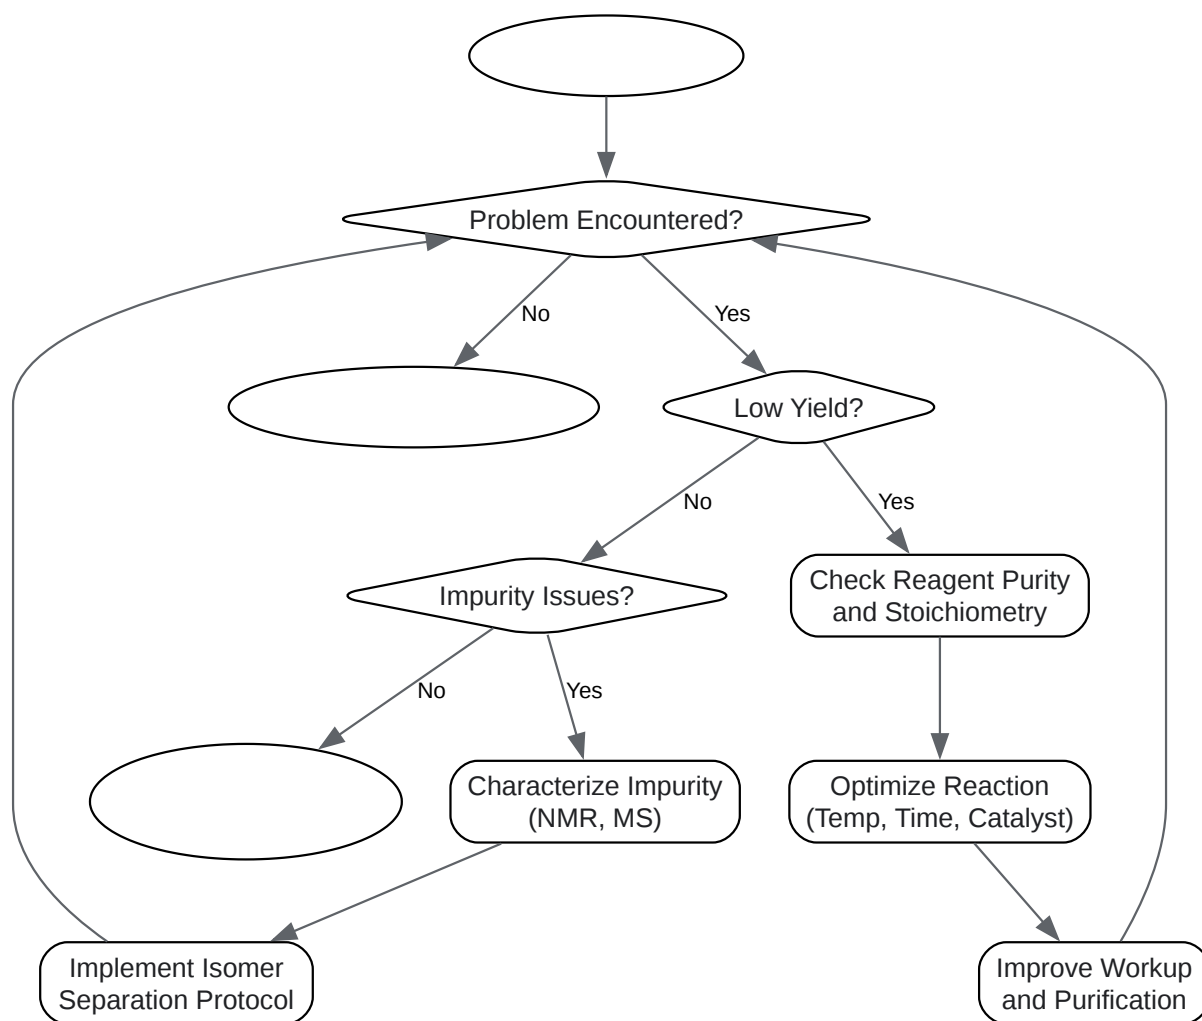 Problem Encountered?
No
Yes
Low Yield?
No
Yes
Impurity Issues?
Check Reagent Purity
and Stoichiometry
No
Yes
Characterize Impurity
(NMR, MS)
Optimize Reaction
(Temp, Time, Catalyst)
Implement Isomer
Separation Protocol
Improve Workup
and Purification